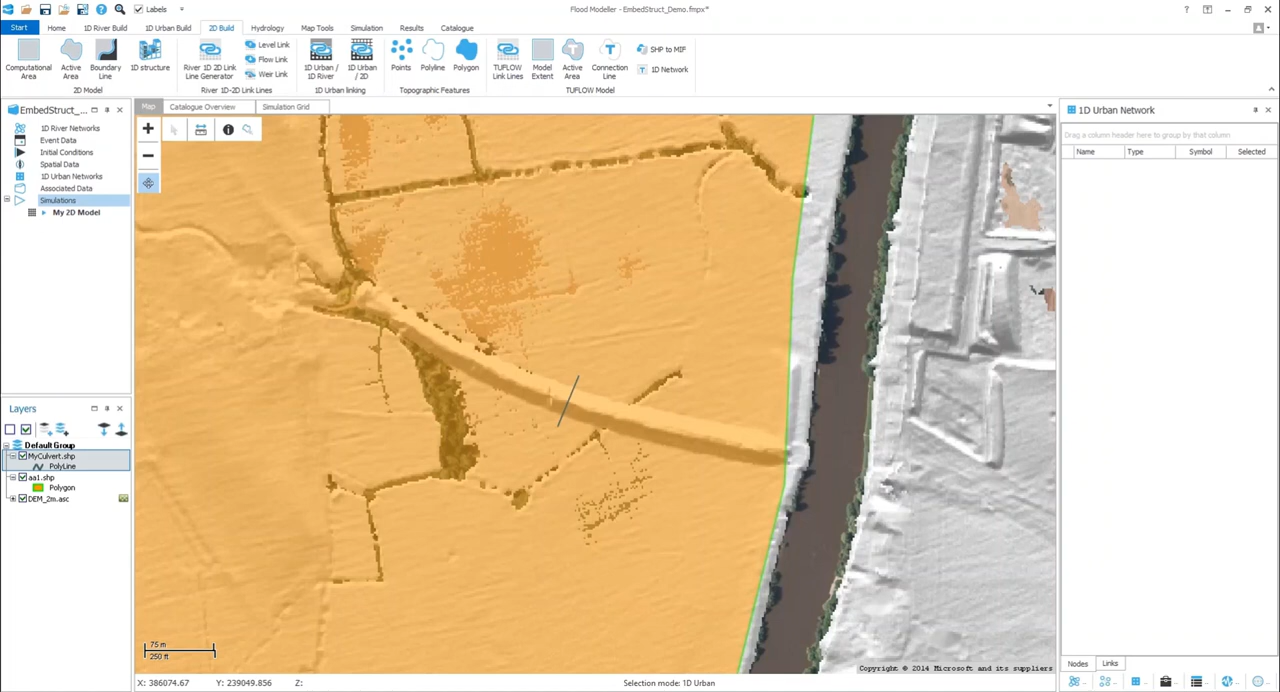 Labels
Flood Modeller - EmbedStruct_Demo.fmpx*
Start Home 1D River Build 1D Urban Build 2D Build Hydrology Map Tools Simulation Results Catalogue
Computational Area
Active Area
Boundary Line
1D structure
2D Model
River 1D 2D Link Line Generator
Level Link
Flow Link
Weir Link
River 1D-2D Link Lines
1D Urban / 1D River
1D Urban / 2D
1D Urban linking
Points
Polyline
Polygon
Topographic Features
TUFLOW Link Lines
Model Extent
Active Area
Connection Line
SHP to MIF
1D Network
TUFLOW Model
EmbedStruct_...
1D River Networks
Event Data
Initial Conditions
Spatial Data
1D Urban Networks
Associated Data
Simulations
My 2D Model
Layers
Default Group
MyCulvert.shp
PolyLine
aa1.shp
Polygon
DEM_2m.asc
Map Catalogue Overview Simulation Grid
75 m
250 ft
Copyright © 2014 Microsoft and its suppliers
X: 386074.67 Y: 239049.856 Z:
Selection mode: 1D Urban
1D Urban Network
Drag a column header here to group by that column
Name Type Symbol Selected
Nodes Links